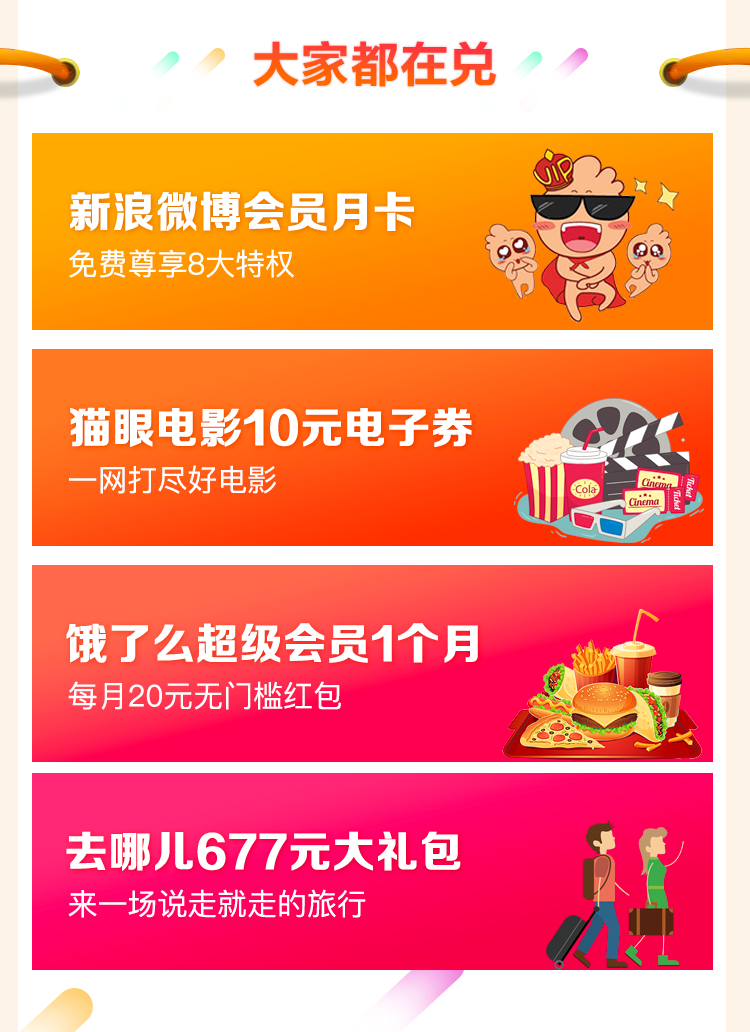 大家都在兑
新浪微博会员月卡
免费尊享8大特权
VIP
猫眼电影10元电子券
一网打尽好电影
Cola
Cinema
Ticket
Cinema
Ticket
饿了么超级会员1个月
每月20元无门槛红包
去哪儿677元大礼包
来一场说走就走的旅行